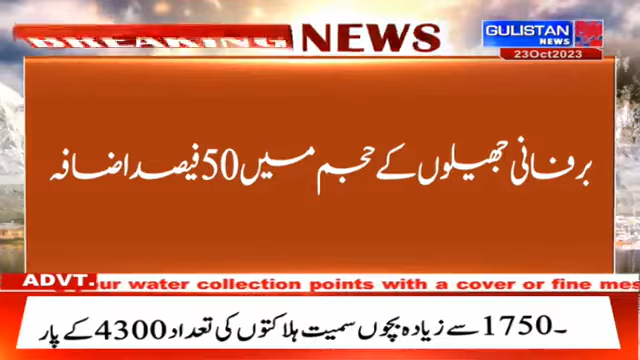 BREAKING NEWS
GULISTAN
NEWS
23Oct2023
برفانی جھیلوں کے حجم میں 50 فیصد اضافہ
ADVT. ur water collection points with a cover or fine mes
۔1750 سے زیادہ بچوں سمیت ہلاکتوں کی تعداد 4300 کے پار